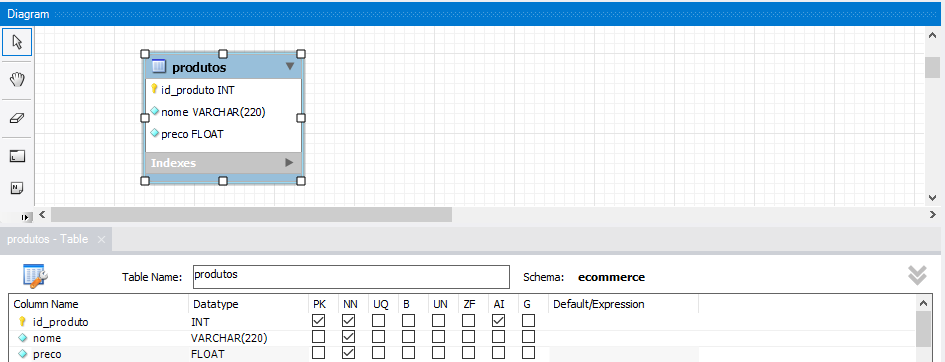 Diagram
produtos
id_produto INT
nome VARCHAR(220)
preco FLOAT
Indexes
N
produtos - Table
Table Name: produtos Schema: ecommerce
Column Name Datatype PK NN UQ B UN ZF AI G Default/Expression
id_produto INT
nome VARCHAR(220)
preco FLOAT